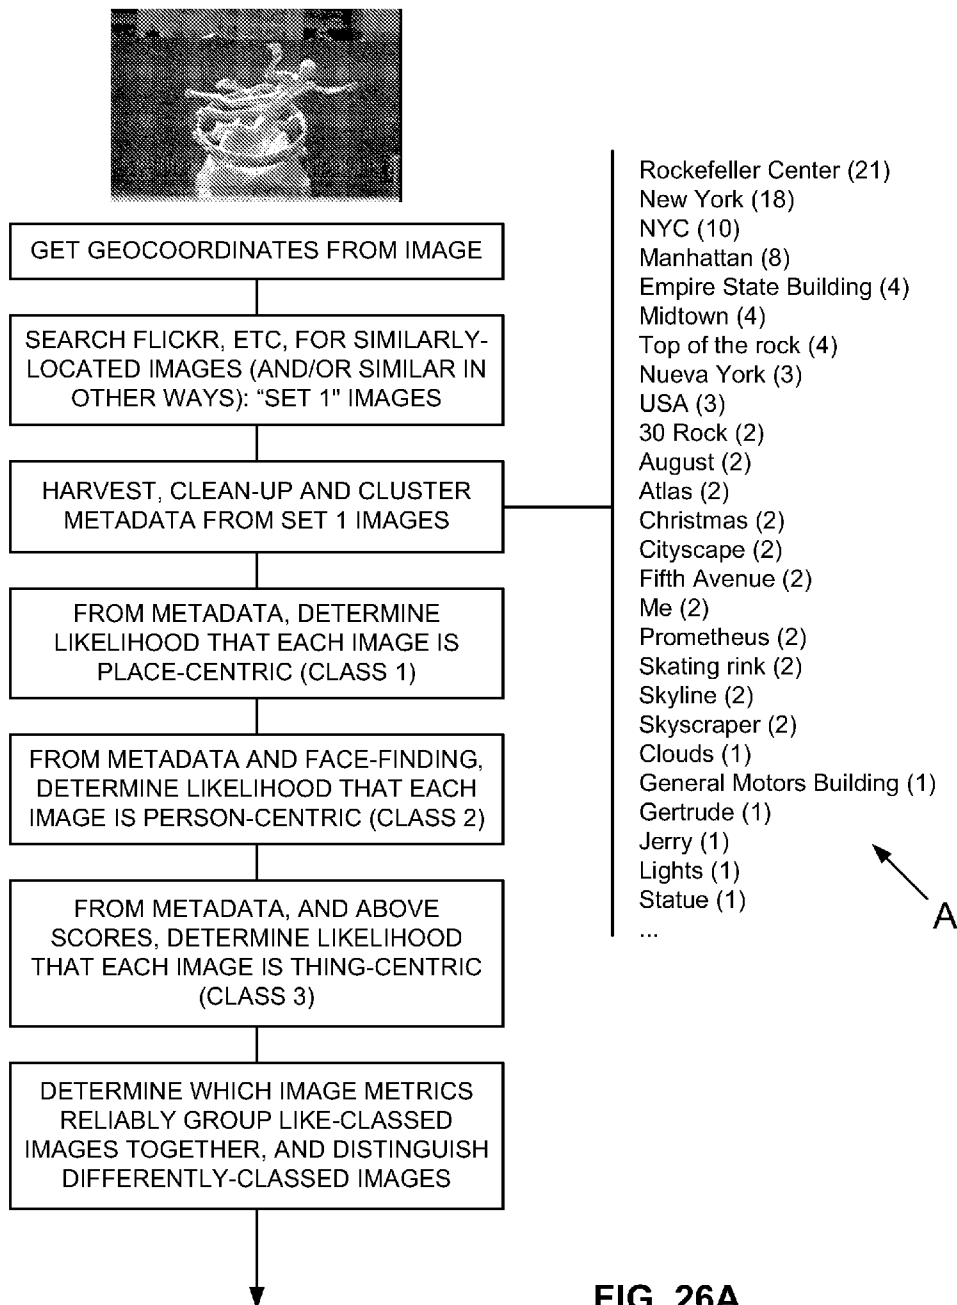 GET GEOCOORDINATES FROM IMAGE
SEARCH FLICKR, ETC, FOR SIMILARLY-
LOCATED IMAGES (AND/OR SIMILAR IN
OTHER WAYS): “SET 1" IMAGES
HARVEST, CLEAN-UP AND CLUSTER
METADATA FROM SET 1 IMAGES
FROM METADATA, DETERMINE
LIKELIHOOD THAT EACH IMAGE IS
PLACE-CENTRIC (CLASS 1)
FROM METADATA AND FACE-FINDING,
DETERMINE LIKELIHOOD THAT EACH
IMAGE IS PERSON-CENTRIC (CLASS 2)
FROM METADATA, AND ABOVE
SCORES, DETERMINE LIKELIHOOD
THAT EACH IMAGE IS THING-CENTRIC
(CLASS 3)
DETERMINE WHICH IMAGE METRICS
RELIABLY GROUP LIKE-CLASSED
IMAGES TOGETHER, AND DISTINGUISH
DIFFERENTLY-CLASSED IMAGES
Rockefeller Center (21)
New York (18)
NYC (10)
Manhattan (8)
Empire State Building (4)
Midtown (4)
Top of the rock (4)
Nueva York (3)
USA (3)
30 Rock (2)
August (2)
Atlas (2)
Christmas (2)
Cityscape (2)
Fifth Avenue (2)
Me (2)
Prometheus (2)
Skating rink (2)
Skyline (2)
Skyscraper (2)
Clouds (1)
General Motors Building (1)
Gertrude (1)
Jerry (1)
Lights (1)
Statue (1)
...
A
FIG. 26A